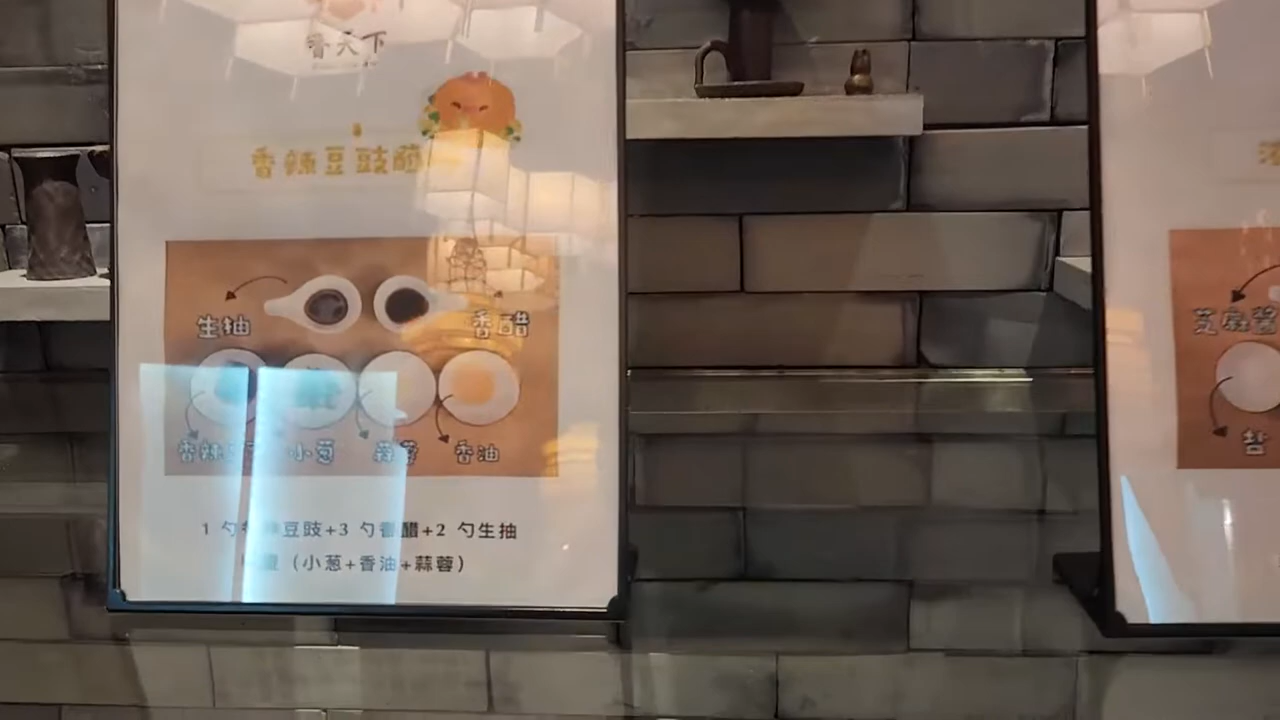 香天下
香辣豆豉
生抽
香醋
香辣
小葱
蒜蓉
香油
1 勺 豆豉+3 勺香醋+2 勺生抽
（小葱+香油+蒜蓉）
芝麻酱